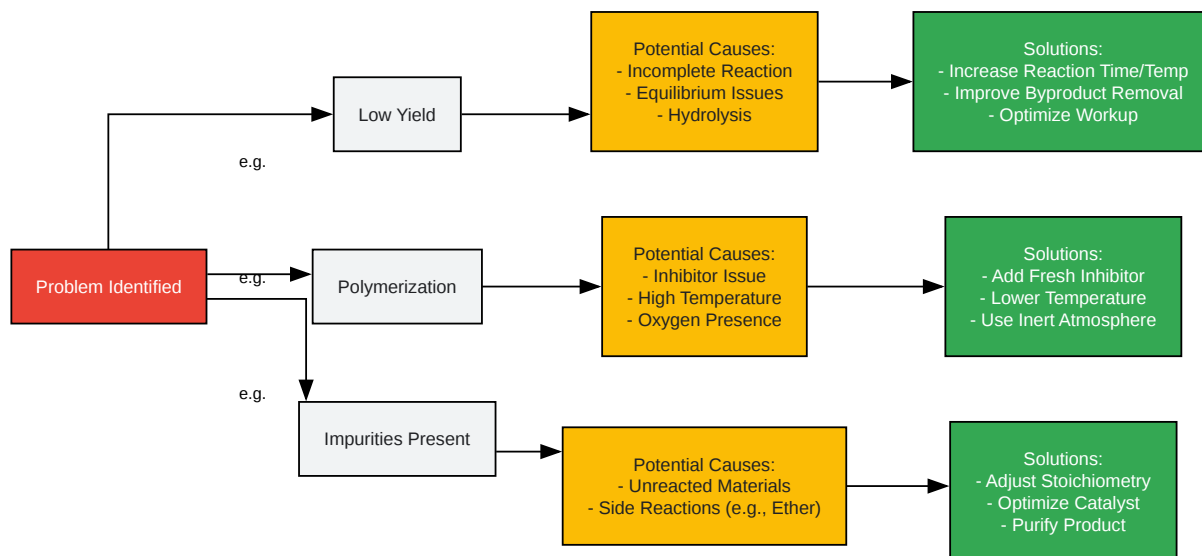 Potential Causes:
- Incomplete Reaction
- Equilibrium Issues
- Hydrolysis
Solutions:
- Increase Reaction Time/Temp
- Improve Byproduct Removal
- Optimize Workup
Low Yield
e.g.
Problem Identified
e.g.
Polymerization
Potential Causes:
- Inhibitor Issue
- High Temperature
- Oxygen Presence
Solutions:
- Add Fresh Inhibitor
- Lower Temperature
- Use Inert Atmosphere
e.g.
Impurities Present
Potential Causes:
- Unreacted Materials
- Side Reactions (e.g., Ether)
Solutions:
- Adjust Stoichiometry
- Optimize Catalyst
- Purify Product